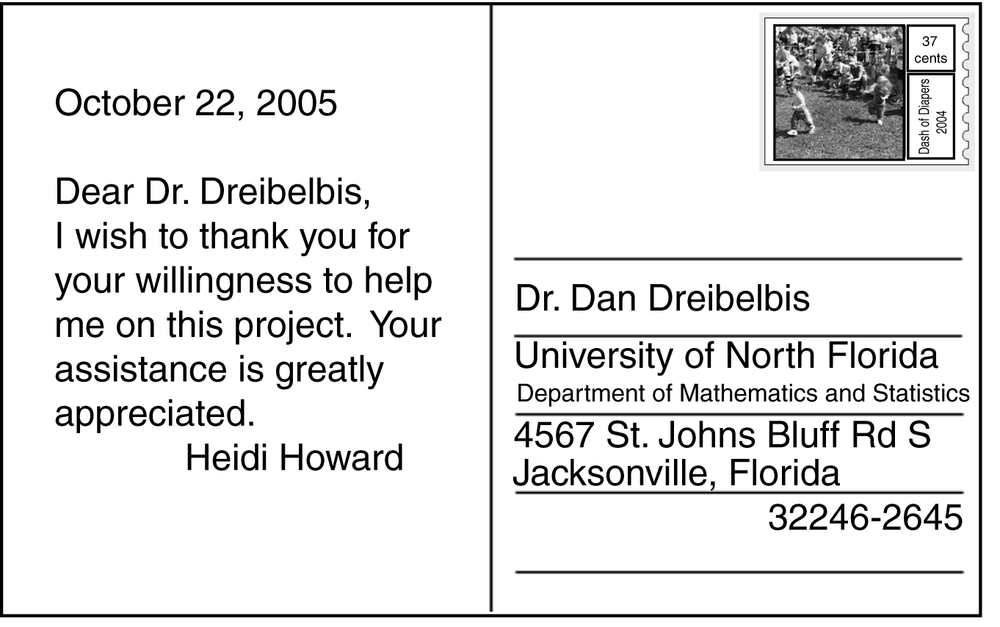 October 22, 2005
Dear Dr. Dreibelbis,
I wish to thank you for
your willingness to help
me on this project.  Your
assistance is greatly
appreciated.
Heidi Howard
37
cents
Dash of Diapers
2004
Dr. Dan Dreibelbis
University of North Florida
Department of Mathematics and Statistics
4567 St. Johns Bluff Rd S
Jacksonville, Florida
32246-2645